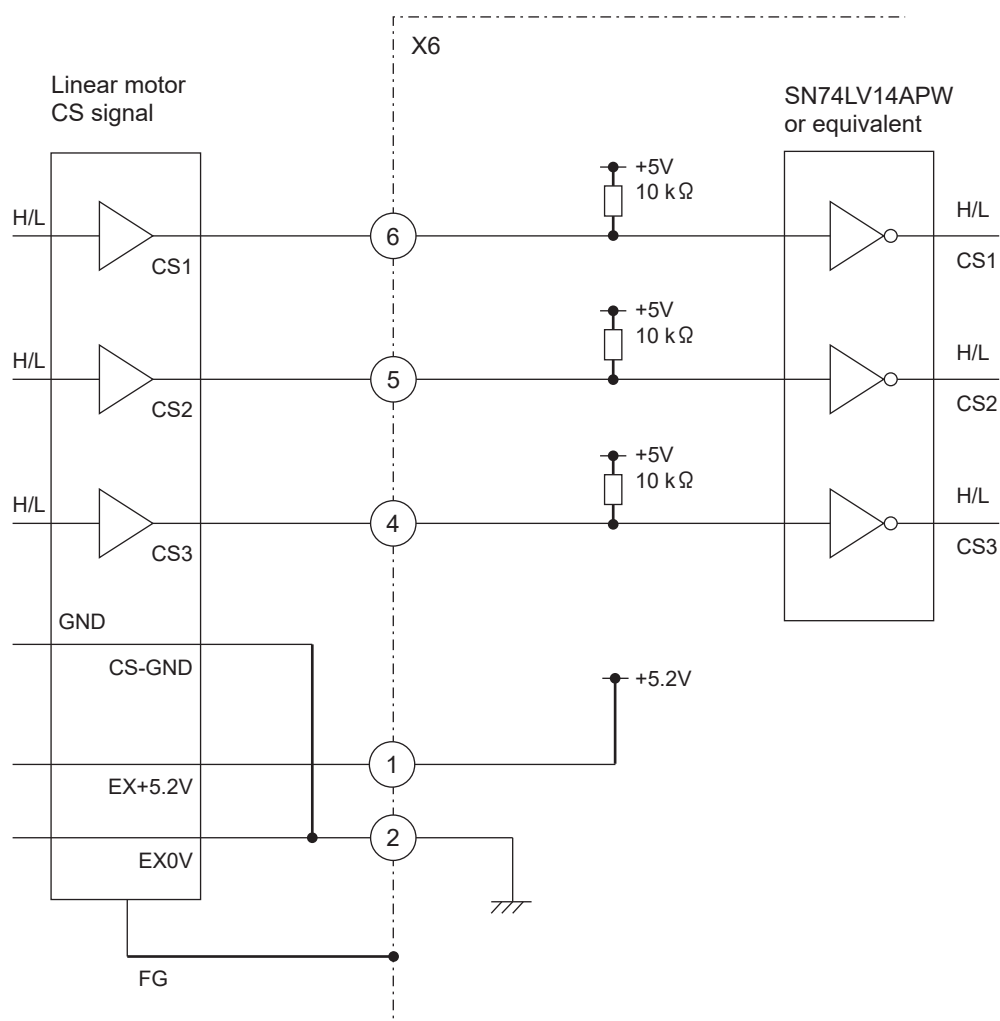 X6
Linear motor
CS signal
SN74LV14APW
or equivalent
+5V
10 kΩ
H/L
6
H/L
CS1
CS1
+5V
10 kΩ
H/L
5
H/L
CS2
CS2
+5V
10 kΩ
H/L
4
H/L
CS3
CS3
GND
CS-GND
+5.2V
1
EX+5.2V
2
EX0V
FG